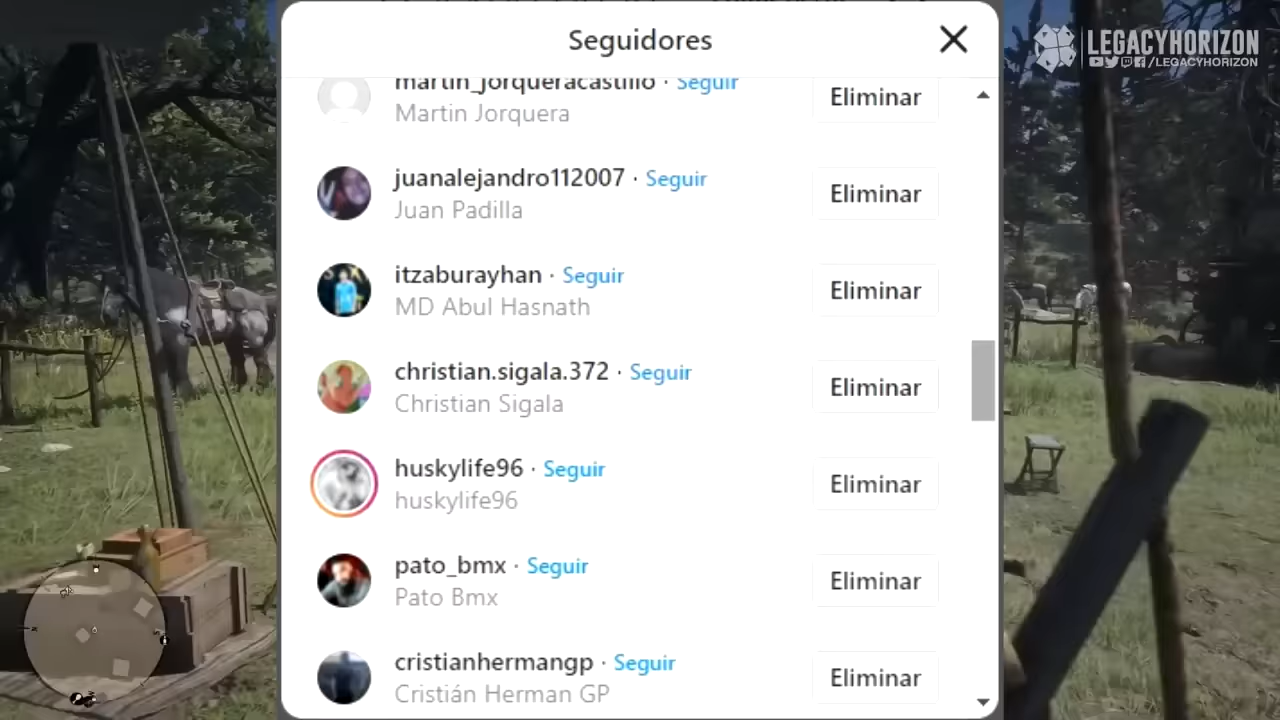 Seguidores
LEGACYHORIZON
/LEGACYHORIZON
martin_jorqueracastillo · Seguir
Martin Jorquera
Eliminar
juanalejandro112007 · Seguir
Juan Padilla
Eliminar
itzaburayhan · Seguir
MD Abul Hasnath
Eliminar
christian.sigala.372 · Seguir
Christian Sigala
Eliminar
huskylife96 · Seguir
huskylife96
Eliminar
pato_bmx · Seguir
Pato Bmx
Eliminar
cristianhermangp · Seguir
Cristián Herman GP
Eliminar